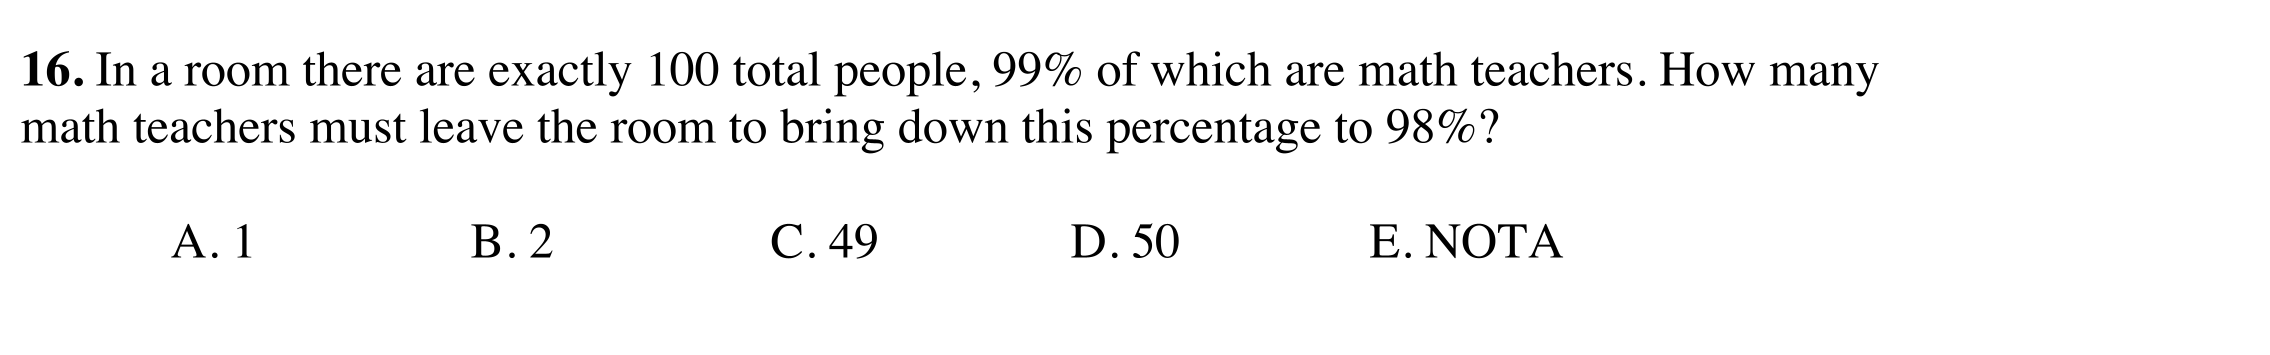 16. In a room there are exactly 100 total people, 99% of which are math teachers. How many
math teachers must leave the room to bring down this percentage to 98%?
A. 1 B. 2 C. 49 D. 50 E. NOTA